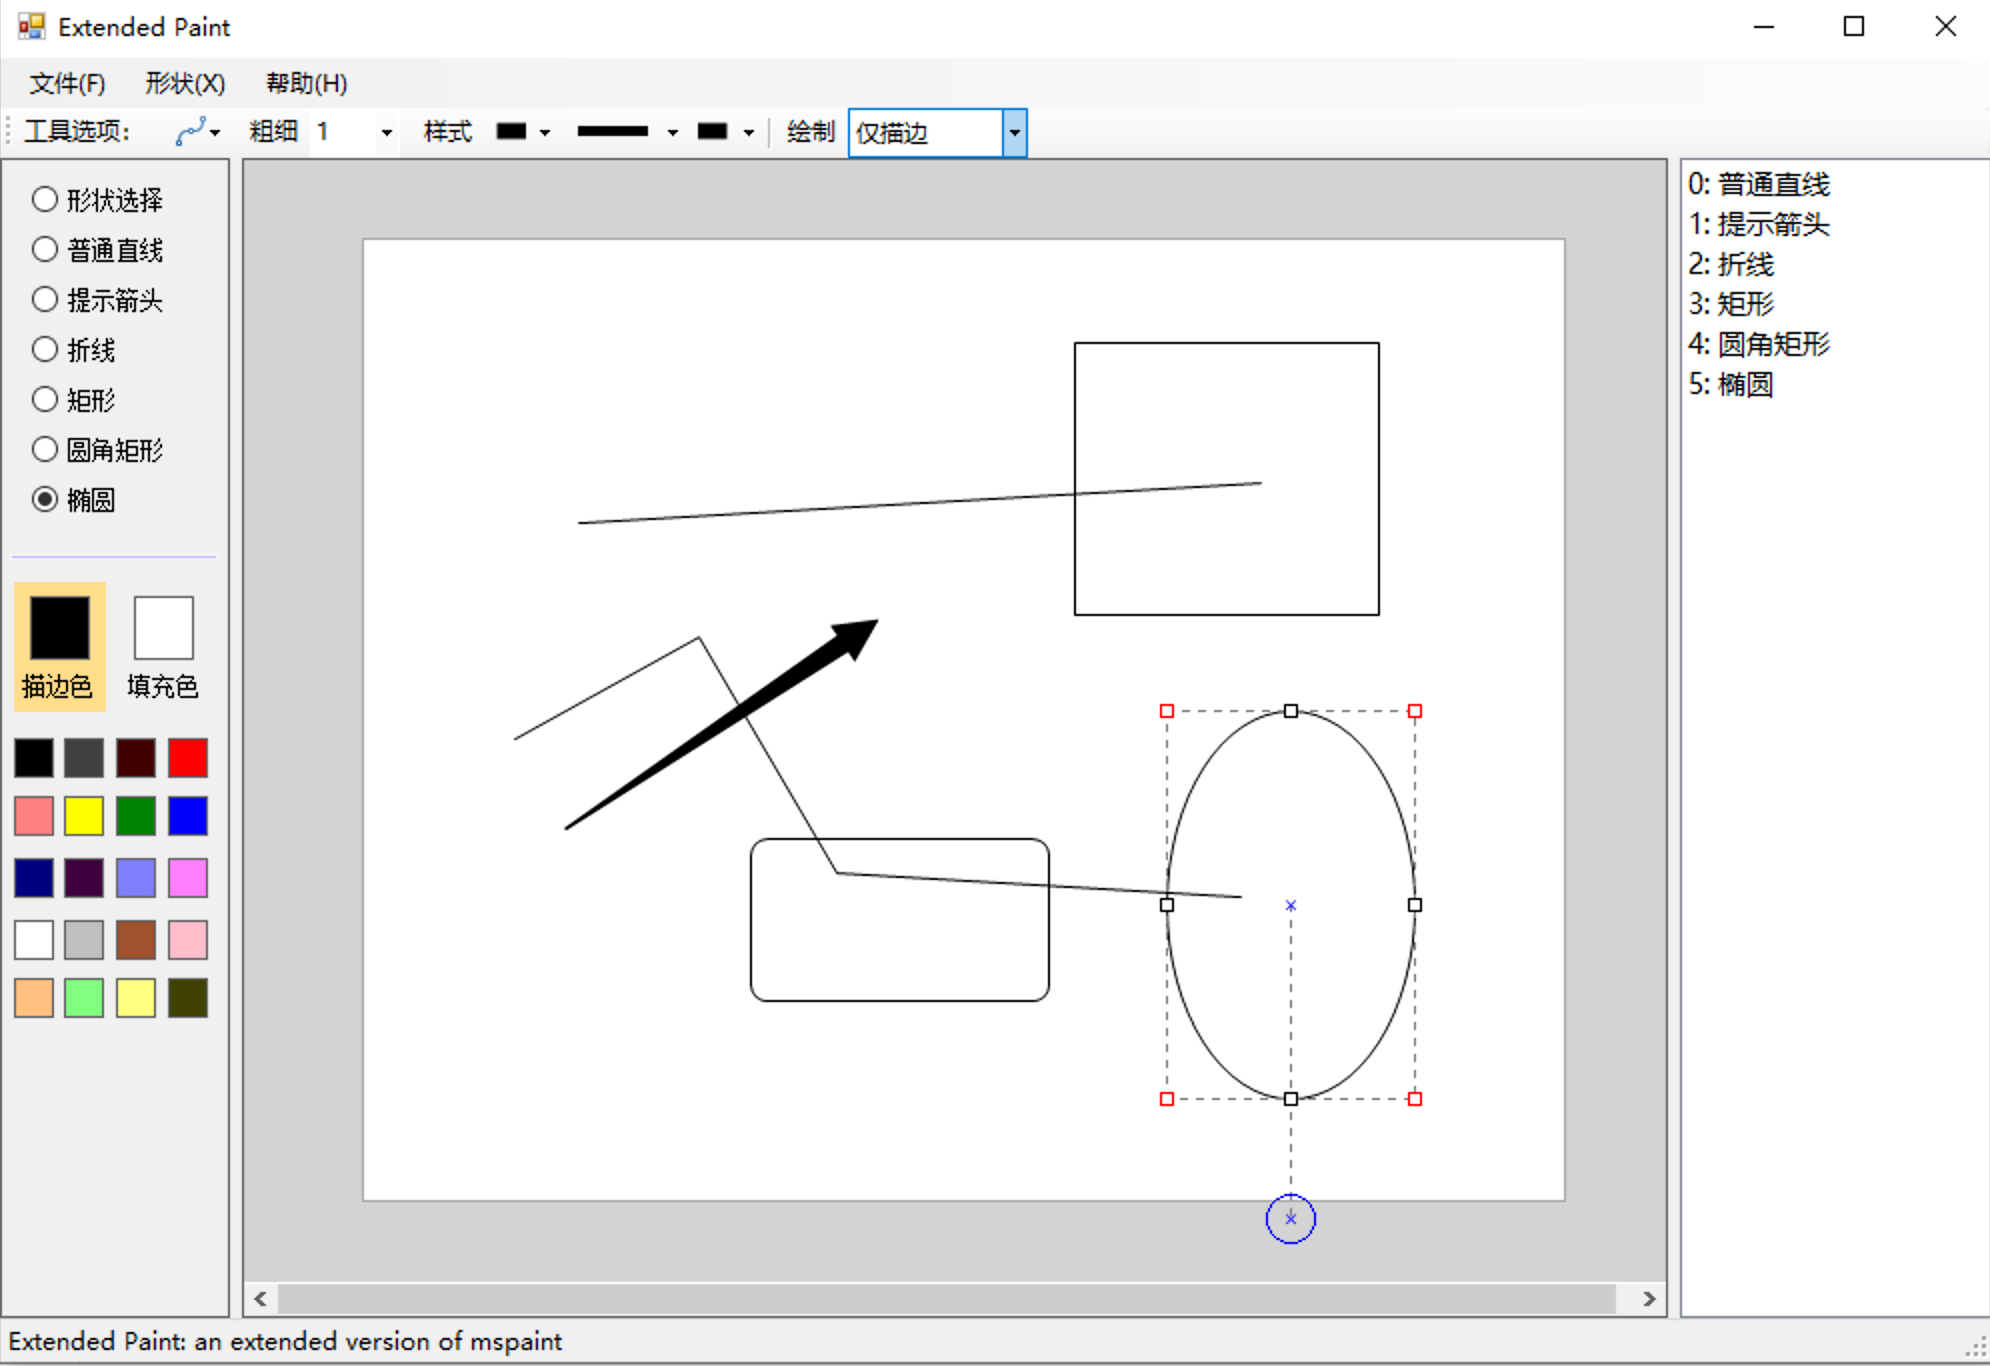 Extended Paint
文件(F) 形状(X) 帮助(H)
工具选项: 粗细 1 样式 绘制 仅描边
形状选择
普通直线
提示箭头
折线
矩形
圆角矩形
椭圆
描边色 填充色
0: 普通直线
1: 提示箭头
2: 折线
3: 矩形
4: 圆角矩形
5: 椭圆
Extended Paint: an extended version of mspaint